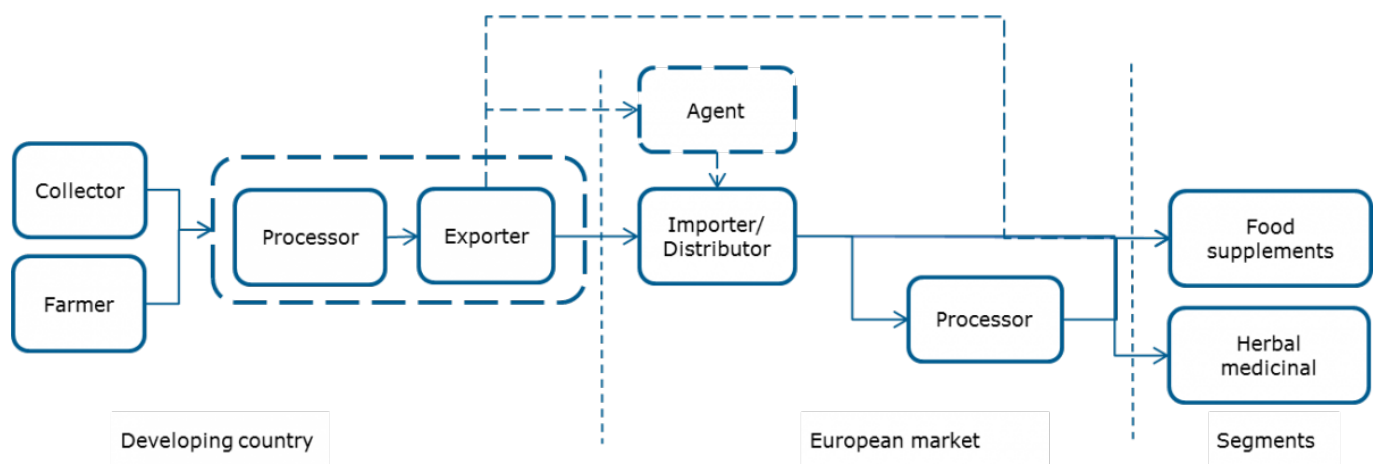 Agent
Collector
Processor
Exporter
Importer/
Distributor
Food
supplements
Farmer
Processor
Herbal
medicinal
Developing country
European market
Segments